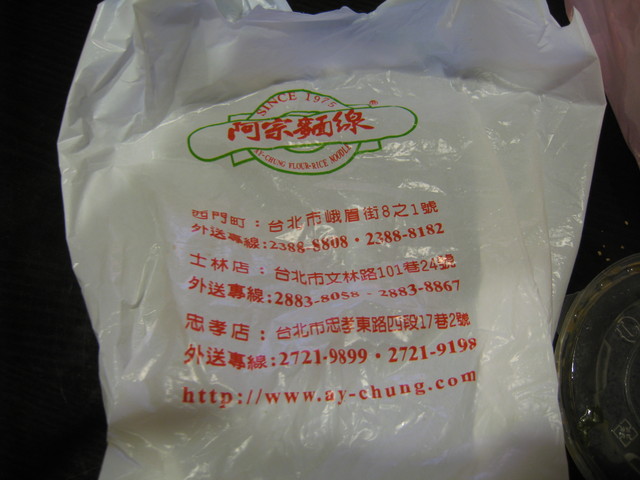 SINCE 1975
®
阿宗麵線
AY-CHUNG FLOUR-RICE NOODLE
西門町：台北市峨眉街8之1號
外送專線:2388-8808・2388-8182
士林店：台北市文林路101巷24號
外送專線:2883-8058・2883-8867
忠孝店：台北市忠孝東路四段17巷2號
外送專線:2721-9899・2721-9198
http://www.ay-chung.com